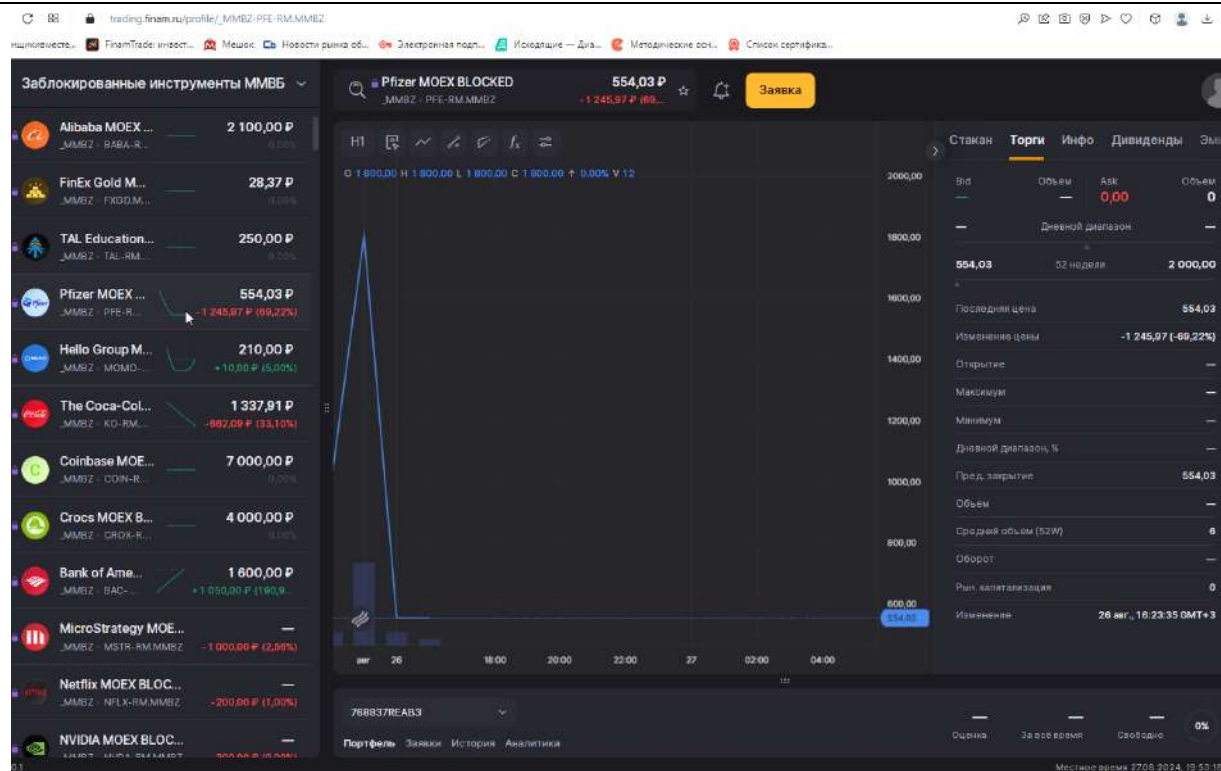 trading.finam.ru/profile/_MMBZ-PFE-RM.MMBZ
FinamTrade: инвест...
Мешок:
Новости рынка об...
Электронная подп...
Исходящие — Диа...
Методические осн...
Список сертифика...
Заблокированные инструменты ММВБ
Alibaba MOEX ... 2 100,00 ₽
_MMBZ · BABA-R... 0,00%
FinEx Gold M... 28,37 ₽
_MMBZ · FXGD.M... 0,00%
TAL Education... 250,00 ₽
_MMBZ · TAL-RM... 0,00%
Pfizer MOEX ... 554,03 ₽
_MMBZ · PFE-R... -1 245,97 ₽ (69,22%)
Hello Group M... 210,00 ₽
_MMBZ · MOMO-... +10,00 ₽ (5,00%)
The Coca-Col... 1 337,91 ₽
_MMBZ · KO-RM... -662,09 ₽ (33,10%)
Coinbase MOE... 7 000,00 ₽
_MMBZ · COIN-R... 0,00%
Crocs MOEX B... 4 000,00 ₽
_MMBZ · CROX-R... 0,00%
Bank of Ame... 1 600,00 ₽
_MMBZ · BAC-... +1 050,00 ₽ (190,9...
MicroStrategy MOE... —
_MMBZ · MSTR-RM.MMBZ -1 000,00 ₽ (2,56%)
Netflix MOEX BLOC... —
_MMBZ · NFLX-RM.MMBZ -200,00 ₽ (1,00%)
NVIDIA MOEX BLOC... —
Pfizer MOEX BLOCKED 554,03 ₽
_MMBZ · PFE-RM.MMBZ -1 245,97 ₽ (69...
Заявка
H1
O 1 800,00 H 1 800,00 L 1 800,00 C 1 800,00 ↑ 0.00% V 12
2000,00
1800,00
1600,00
1400,00
1200,00
1000,00
800,00
600,00
554,03
авг 26 18:00 20:00 22:00 27 02:00 04:00
768937REAB3
Портфель Заявки История Аналитика
Стакан Торги Инфо Дивиденды Эми
Bid Объем Ask Объем
— — 0,00 0
— Дневной диапазон —
554,03 52 недели 2 000,00
Последняя цена 554,03
Изменение цены -1 245,97 (-69,22%)
Открытие —
Максимум —
Минимум —
Дневной диапазон, % —
Пред. закрытие 554,03
Объем —
Средний объем (52W) 6
Оборот —
Рын. капитализация 0
Изменение 26 авг., 16:23:35 GMT+3
— — — 0%
Оценка За все время Свободно
Местное время 27.08.2024, 19:53:18